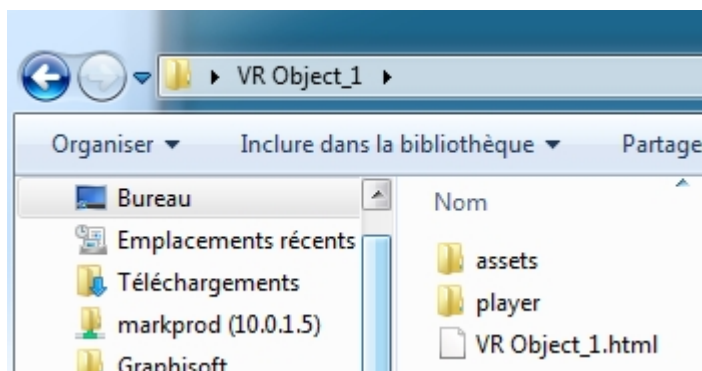 VR Object_1
Organiser Inclure dans la bibliothèque Partage
Bureau
Emplacements récents
Téléchargements
markprod (10.0.1.5)
Graphisoft
Nom
assets
player
VR Object_1.html